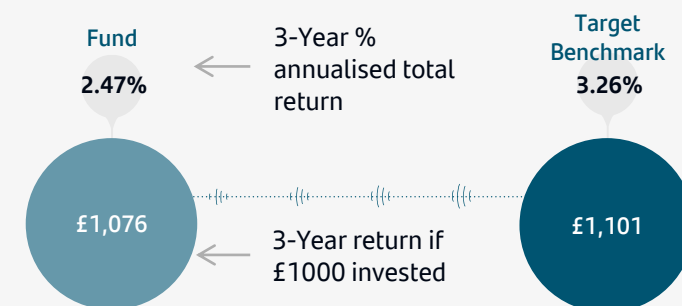 Fund
2.47%
3-Year %
annualised total
return
Target
Benchmark
3.26%
£1,076
3-Year return if
£1000 invested
£1,101